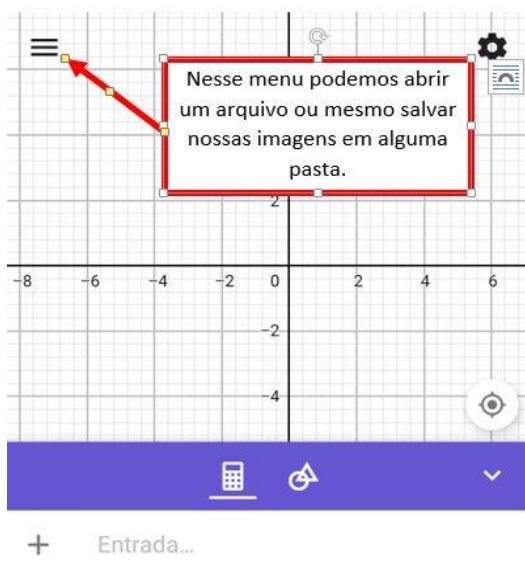 Nesse menu podemos abrir
um arquivo ou mesmo salvar
nossas imagens em alguma
pasta.
2
−8 −6 −4 −2 0 2 4 6
−2
−4
Entrada...